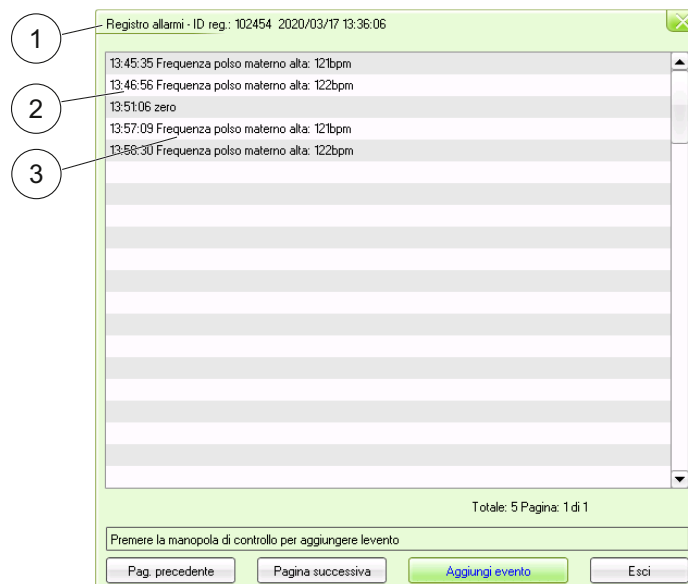 Registro allarmi - ID reg.: 102454 2020/03/17 13:36:06
1
13:45:35 Frequenza polso materno alta: 121bpm
13:46:56 Frequenza polso materno alta: 122bpm
2
13:51:06 zero
13:57:09 Frequenza polso materno alta: 121bpm
13:58:30 Frequenza polso materno alta: 122bpm
3
Totale: 5 Pagina: 1 di 1
Premere la manopola di controllo per aggiungere levento
Pag. precedente Pagina successiva Aggiungi evento Esci